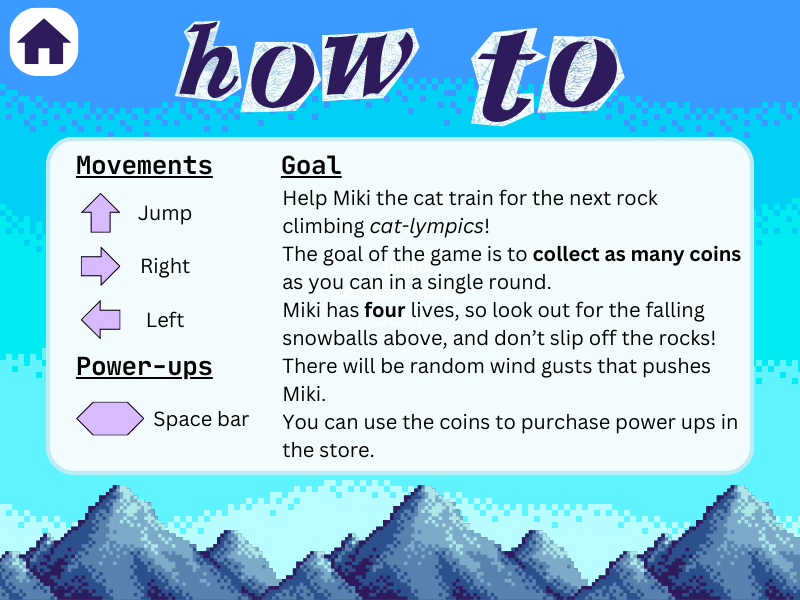 how to
Movements
Jump
Right
Left
Power-ups
Space bar
Goal
Help Miki the cat train for the next rock
climbing cat-lympics!
The goal of the game is to collect as many coins
as you can in a single round.
Miki has four lives, so look out for the falling
snowballs above, and don’t slip off the rocks!
There will be random wind gusts that pushes
Miki.
You can use the coins to purchase power ups in
the store.